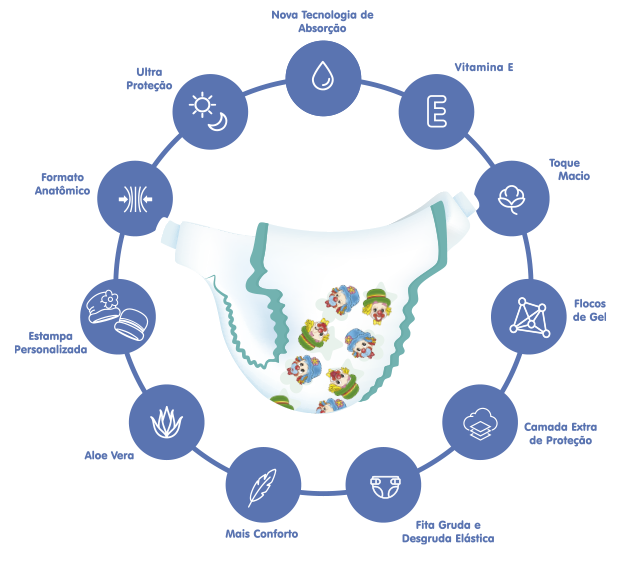 Nova Tecnologia de
Absorção
Vitamina E
Ultra
Proteção
E
Toque
Macio
Formato
Anatômico
Flocos
de Gel
Estampa
Personalizada
Camada Extra
de Proteção
Aloe Vera
Fita Gruda e
Desgruda Elástica
Mais Conforto